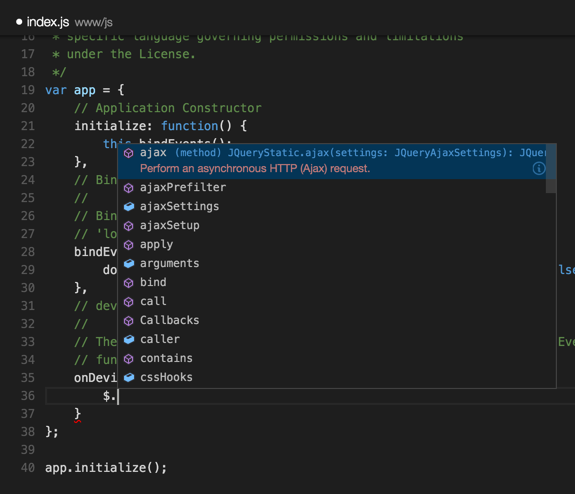 ● index.js www/js
16 * specific language governing permissions and limitations
17 * under the License.
18 */
19 var app = {
20 // Application Constructor
21 initialize: function() {
22 this.bindEvents();
23 },
24 // Bin
25 //
26 // Bin
27 // 'lo
28 bindEv
29 do lse
30 },
31 // dev
32 //
33 // The Eve
34 // fun
35 onDevi
36 $.
37 }
38 };
39
40 app.initialize();
ajax (method) JQueryStatic.ajax(settings: JQueryAjaxSettings): JQuer
Perform an asynchronous HTTP (Ajax) request.
ajaxPrefilter
ajaxSettings
ajaxSetup
apply
arguments
bind
call
Callbacks
caller
contains
cssHooks